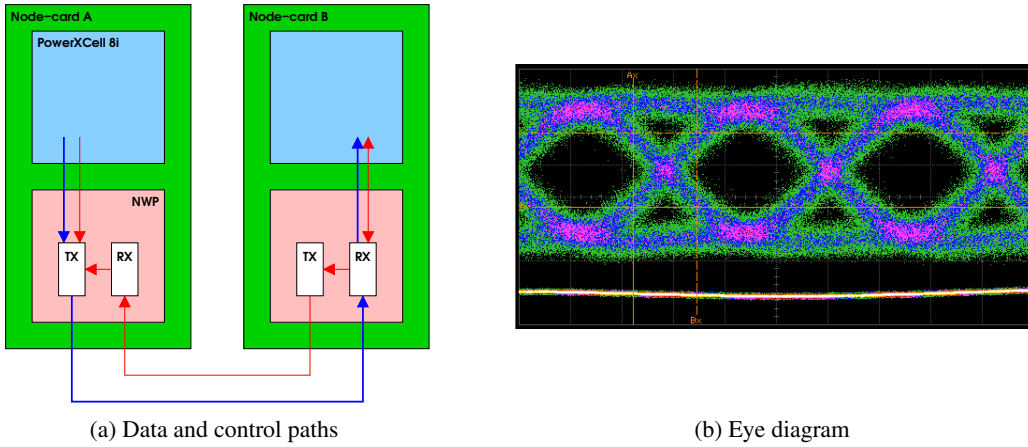 Node-card A
PowerXCell 8i
NWP
TX
RX
Node-card B
TX
RX
Ax
Bx
(a) Data and control paths
(b) Eye diagram